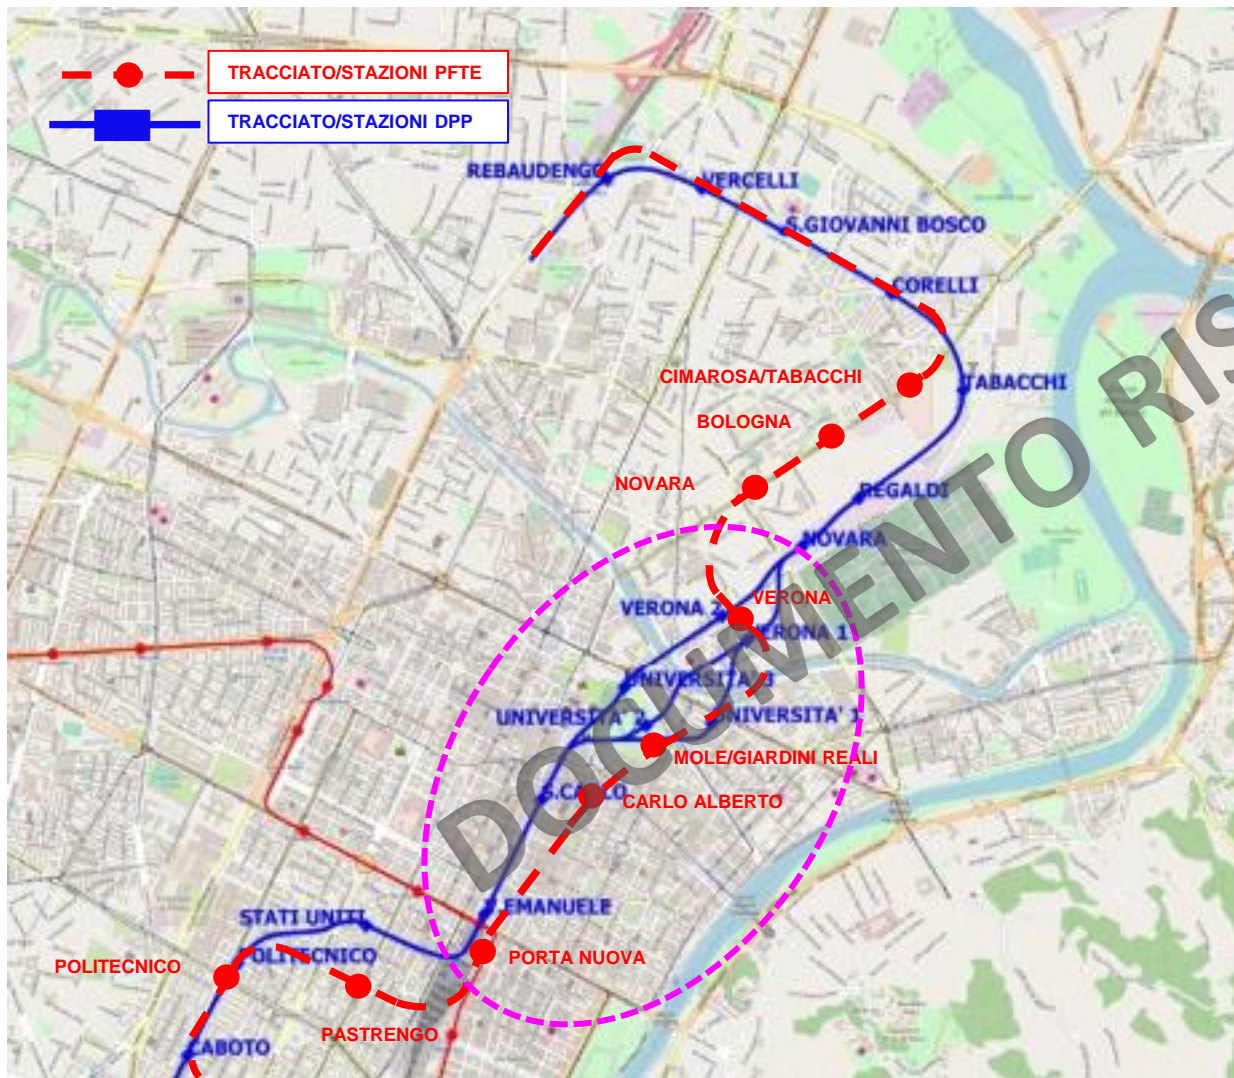 TRACCIATO/STAZIONI PFTE
TRACCIATO/STAZIONI DPP
REBAUDENGO
VERCELLI
S.GIOVANNI BOSCO
CORELLI
CIMAROSA/TABACCHI
TABACCHI
BOLOGNA
NOVARA
REGALDI
NOVARA
VERONA
VERONA 2
VERONA 1
UNIVERSITA' 3
UNIVERSITA' 2
UNIVERSITA' 1
MOLE/GIARDINI REALI
S.CARLO
CARLO ALBERTO
DOCUMENTO RIS
EMANUELE
STATI UNITI
POLITECNICO
POLITECNICO
PORTA NUOVA
PASTRENGO
CABOTO